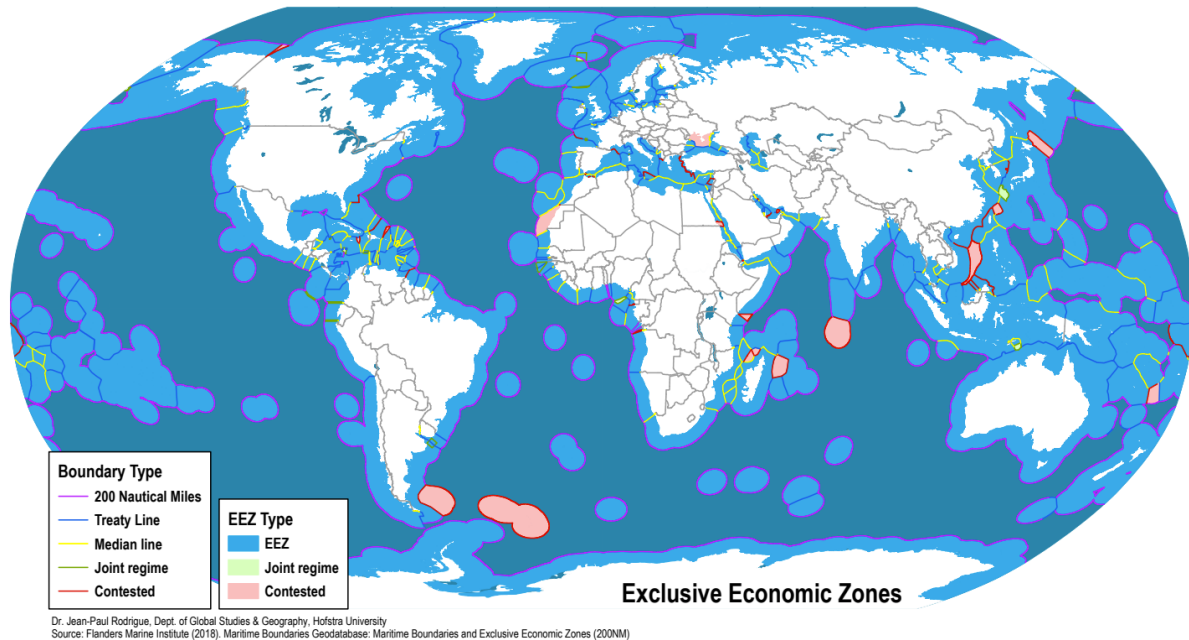 Boundary Type
200 Nautical Miles
Treaty Line
Median line
Joint regime
Contested
EEZ Type
EEZ
Joint regime
Contested
Exclusive Economic Zones
Dr. Jean-Paul Rodrigue, Dept. of Global Studies & Geography, Hofstra University
Source: Flanders Marine Institute (2018). Maritime Boundaries Geodatabase: Maritime Boundaries and Exclusive Economic Zones (200NM)